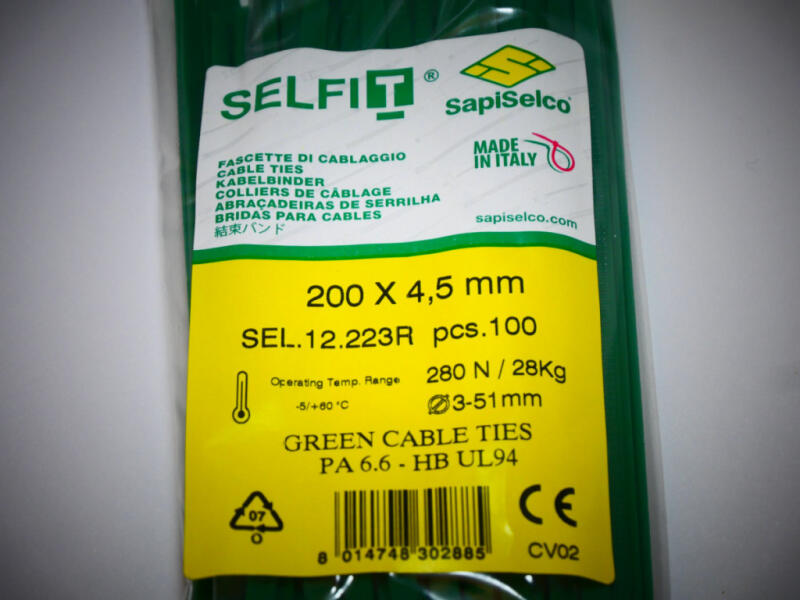 SELFIT®
SapiSelco
MADE
IN ITALY
FASCETTE DI CABLAGGIO
CABLE TIES
KABELBINDER
COLLIERS DE CÂBLAGE
ABRAÇADEIRAS DE SERRILHA
BRIDAS PARA CABLES
結束バンド
sapiselco.com
200 X 4,5 mm
SEL.12.223R pcs.100
Operating Temp. Range
-5/+60 °C
280 N / 28Kg
Ø3-51mm
GREEN CABLE TIES
PA 6.6 - HB UL94
07
O
8 014748 302885
CE
CV02